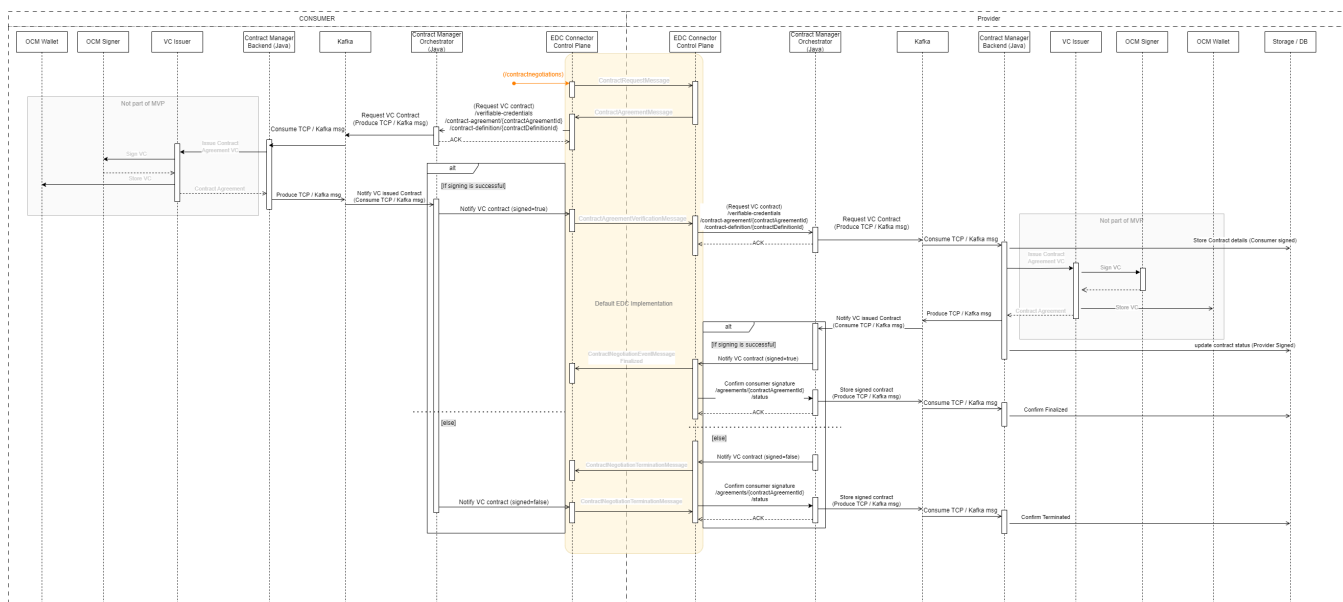 CONSUMER
Provider
OCM Wallet
OCM Signer
VC Issuer
Contract Manager
Backend (Java)
Kafka
Contract Manager
Orchestrator
(Java)
EDC Connector
Control Plane
EDC Connector
Control Plane
Contract Manager
Orchestrator
(Java)
Kafka
Contract Manager
Backend (Java)
VC Issuer
OCM Signer
OCM Wallet
Storage / DB
(/contractnegotiations)
ContractRequestMessage
Not part of MVP
ContractAgreementMessage
(Request VC contract)
/verifiable-credentials
/contract-agreement/{contractAgreementId}
/contract-definition/{contractDefinitionId}
ACK
Request VC Contract
(Produce TCP / Kafka msg)
Consume TCP / Kafka msg
Issue Contract
Agreement VC
Sign VC
Store VC
Contract Agreement
Produce TCP / Kafka msg
Notify VC issued Contract
(Consume TCP / Kafka msg)
alt
[If signing is successful]
Notify VC contract (signed=true)
ContractAgreementVerificationMessage
(Request VC contract)
/verifiable-credentials
/contract-agreement/{contractAgreementId}
/contract-definition/{contractDefinitionId}
ACK
Request VC Contract
(Produce TCP / Kafka msg)
Consume TCP / Kafka msg
Not part of MVP
Store Contract details (Consumer signed)
Issue Contract
Agreement VC
Sign VC
Store VC
Contract Agreement
Default EDC Implementation
Produce TCP / Kafka msg
Notify VC issued Contract
(Consume TCP / Kafka msg)
alt
[If signing is successful]
update contract status (Provider Signed)
Notify VC contract (signed=true)
ContractNegotiationEventMessage
Finalized
Confirm consumer signature
/agreements/{contractAgreementId}
/status
ACK
Store signed contract
(Produce TCP / Kafka msg)
Consume TCP / Kafka msg
Confirm Finalized
[else]
[else]
Notify VC contract (signed=false)
ContractNegotiationTerminationMessage
Confirm consumer signature
/agreements/{contractAgreementId}
/status
Notify VC contract (signed=false)
ContractNegotiationTerminationMessage
ACK
Store signed contract
(Produce TCP / Kafka msg)
Consume TCP / Kafka msg
Confirm Terminated